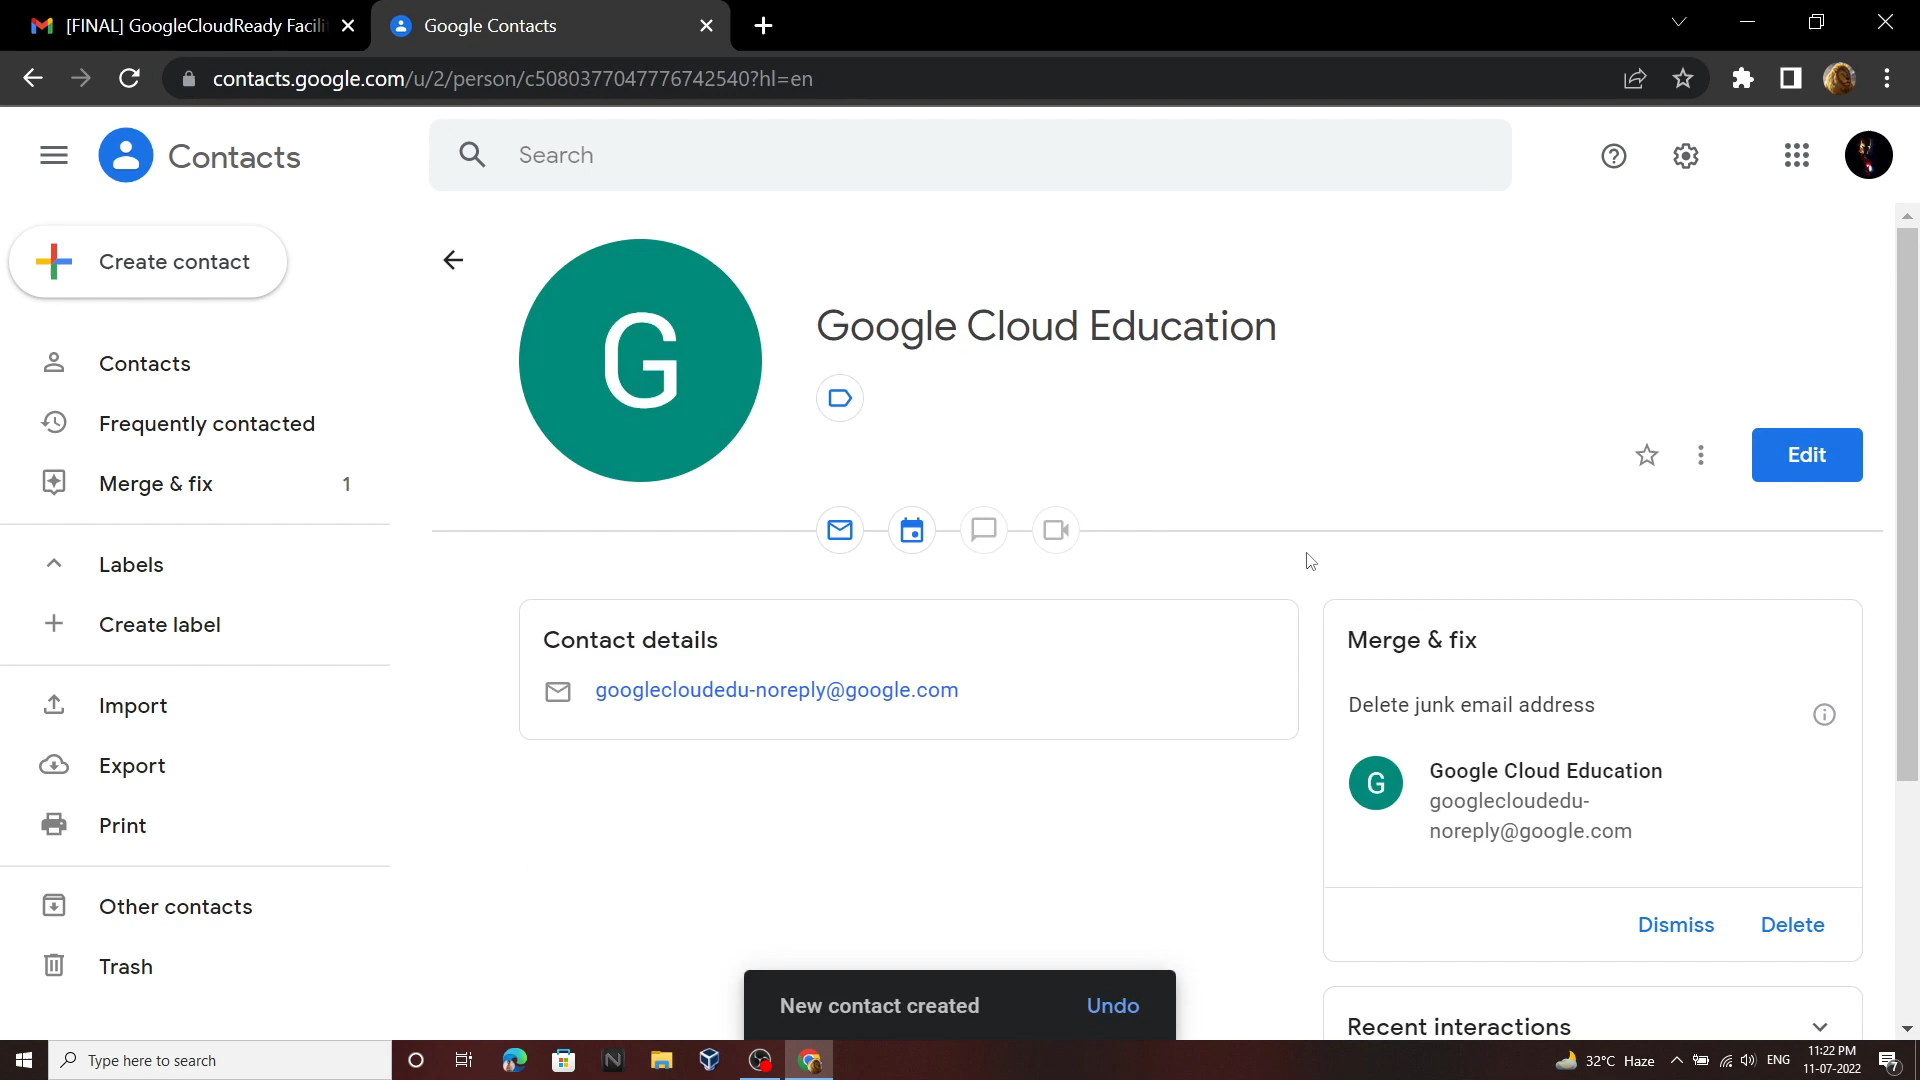 [FINAL] GoogleCloudReady Facili
Google Contacts
contacts.google.com/u/2/person/c5080377047776742540?hl=en
Contacts
Search
Create contact
Contacts
Frequently contacted
Merge & fix 1
Labels
Create label
Import
Export
Print
Other contacts
Trash
G
Google Cloud Education
Edit
Contact details
googlecloudedu-noreply@google.com
Merge & fix
Delete junk email address
G
Google Cloud Education
googlecloudedu-
noreply@google.com
Dismiss Delete
Recent interactions
New contact created Undo
Type here to search
N
32°C Haze
ENG
11:22 PM
11-07-2022
7